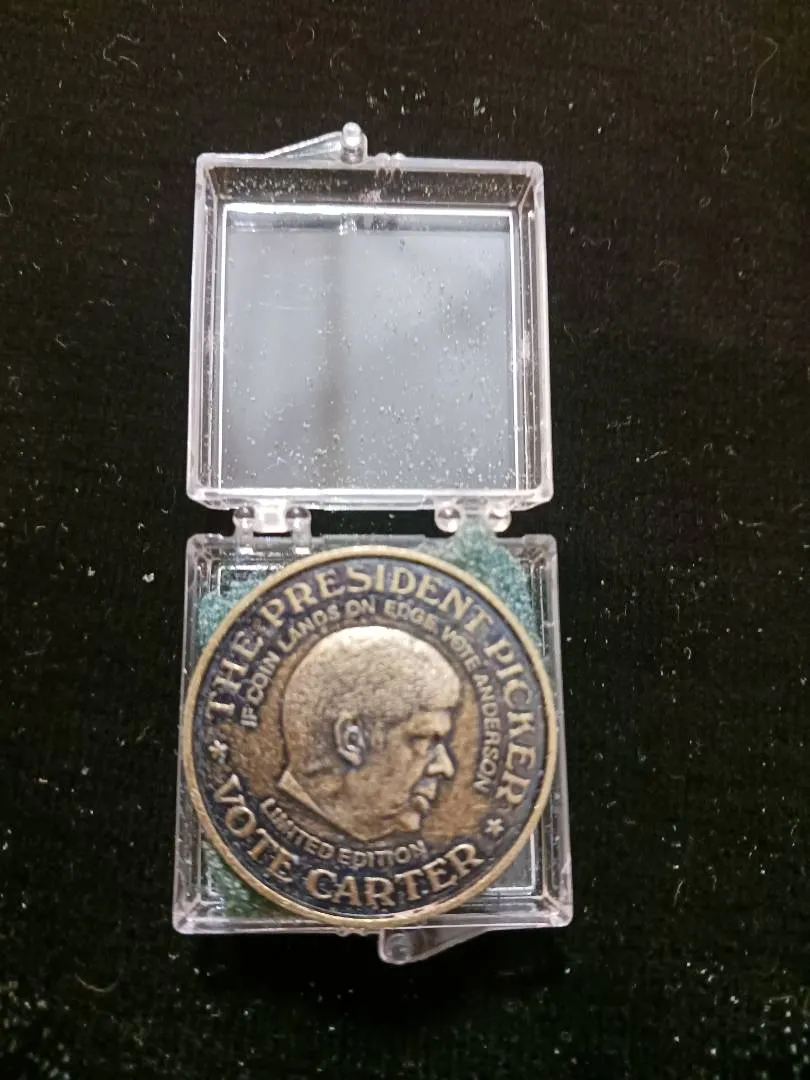 * THE PRESIDENT PICKER *
IF COIN LANDS ON EDGE VOTE ANDERSON
LIMITED EDITION
VOTE CARTER